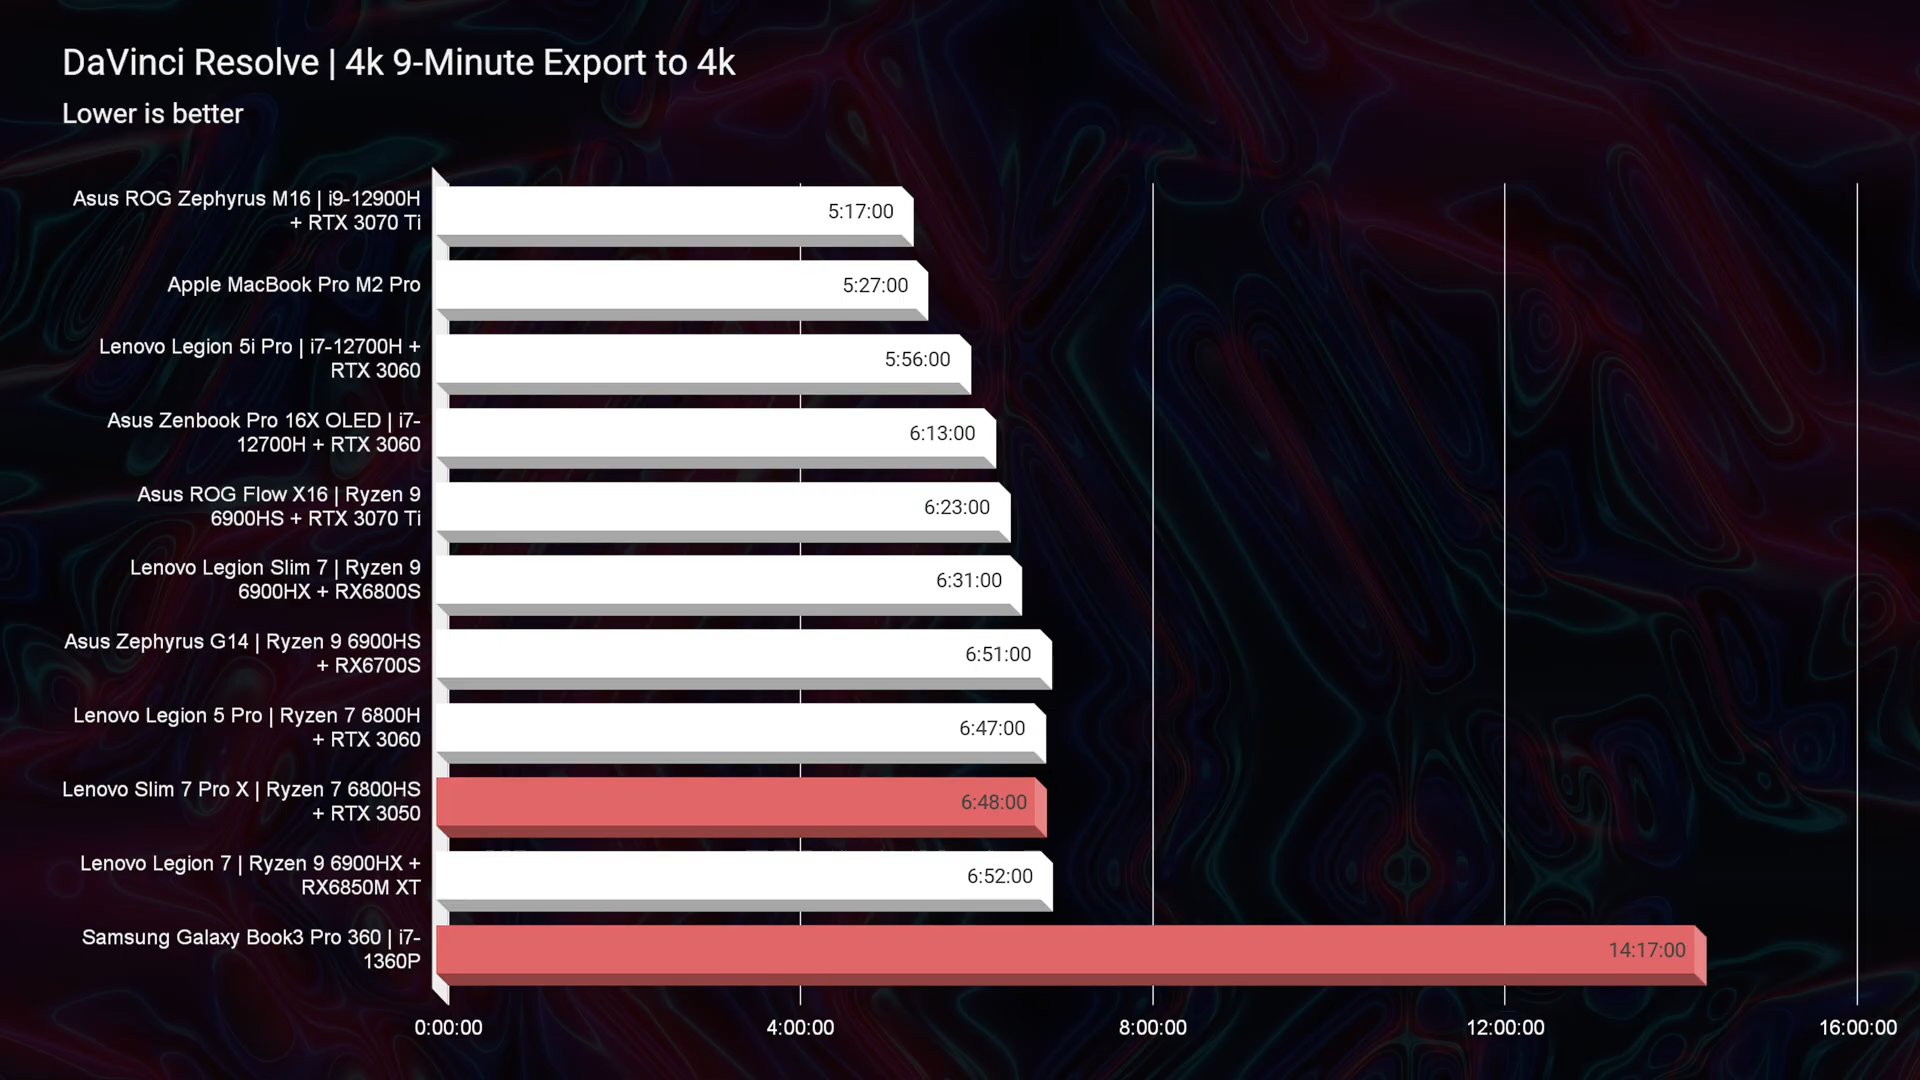 DaVinci Resolve | 4k 9-Minute Export to 4k
Lower is better
Asus ROG Zephyrus M16 | i9-12900H
+ RTX 3070 Ti
5:17:00
Apple MacBook Pro M2 Pro
5:27:00
Lenovo Legion 5i Pro | i7-12700H +
RTX 3060
5:56:00
Asus Zenbook Pro 16X OLED | i7-
12700H + RTX 3060
6:13:00
Asus ROG Flow X16 | Ryzen 9
6900HS + RTX 3070 Ti
6:23:00
Lenovo Legion Slim 7 | Ryzen 9
6900HX + RX6800S
6:31:00
Asus Zephyrus G14 | Ryzen 9 6900HS
+ RX6700S
6:51:00
Lenovo Legion 5 Pro | Ryzen 7 6800H
+ RTX 3060
6:47:00
Lenovo Slim 7 Pro X | Ryzen 7 6800HS
+ RTX 3050
6:48:00
Lenovo Legion 7 | Ryzen 9 6900HX +
RX6850M XT
6:52:00
Samsung Galaxy Book3 Pro 360 | i7-
1360P
14:17:00
0:00:00 4:00:00 8:00:00 12:00:00 16:00:00